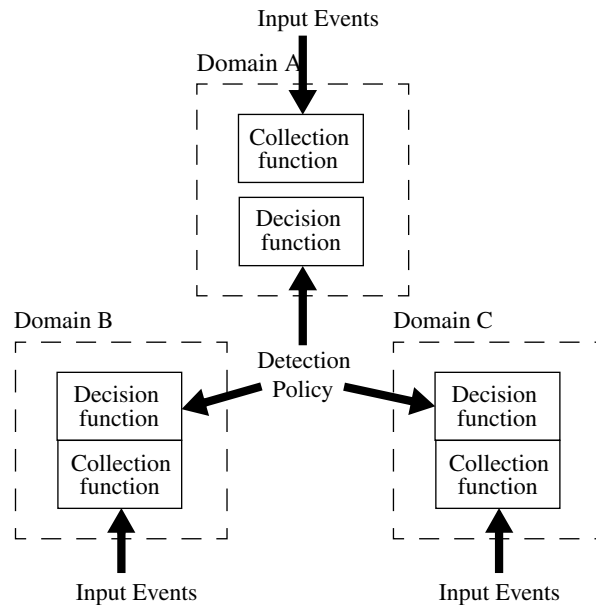 Input Events
Domain A
Collection
function
Decision
function
Domain B
Domain C
Detection
Policy
Decision
function
Collection
function
Decision
function
Collection
function
Input Events
Input Events